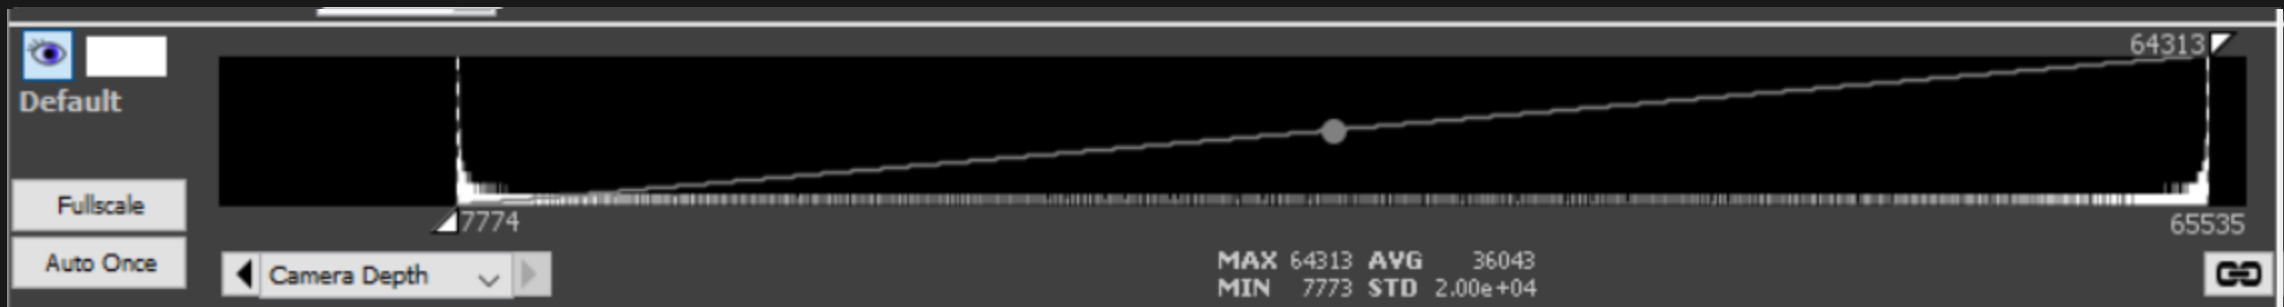 64313
Default
7774
65535
Fullscale
Auto Once
Camera Depth
MAX 64313 AVG 36043
MIN 7773 STD 2.00e+04